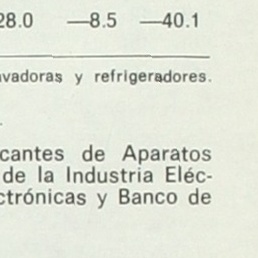 28.0 —8.5 —40.1
avadoras y refrigeradores.
cantes de Aparatos
de la Industria Eléc-
ctrónicas y Banco de